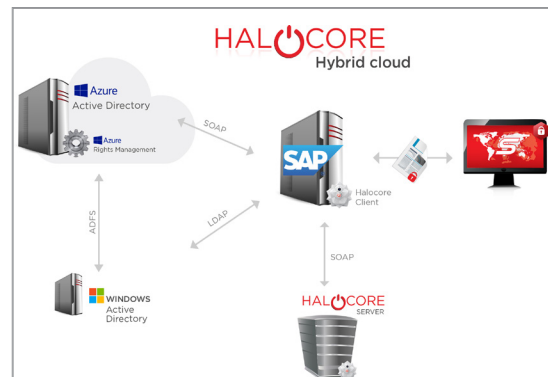 HALOCORE
Hybrid cloud
Azure
Active Directory
Azure
Rights Management
SOAP
SAP
Halocore
Client
S
ADFS
LDAP
SOAP
WINDOWS
Active
Directory
HALOCORE
SERVER